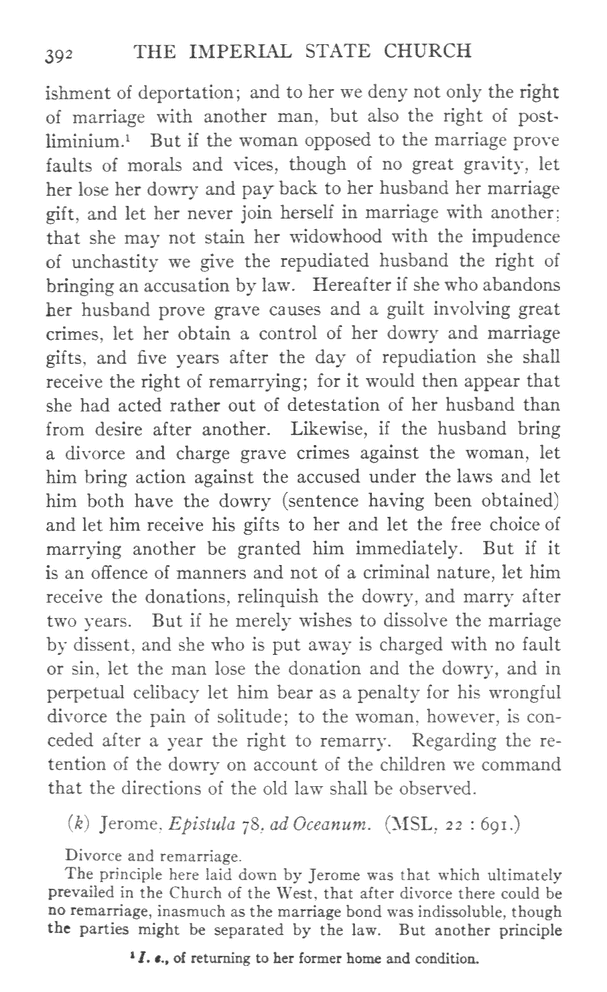 392 THE IMPERIAL STATE CHURCH
ishment of deportation; and to her we deny not only the right
of marriage with another man, but also the right of post-
liminium.¹ But if the woman opposed to the marriage prove
faults of morals and vices, though of no great gravity, let
her lose her dowry and pay back to her husband her marriage
gift, and let her never join herself in marriage with another;
that she may not stain her widowhood with the impudence
of unchastity we give the repudiated husband the right of
bringing an accusation by law. Hereafter if she who abandons
her husband prove grave causes and a guilt involving great
crimes, let her obtain a control of her dowry and marriage
gifts, and five years after the day of repudiation she shall
receive the right of remarrying; for it would then appear that
she had acted rather out of detestation of her husband than
from desire after another. Likewise, if the husband bring
a divorce and charge grave crimes against the woman, let
him bring action against the accused under the laws and let
him both have the dowry (sentence having been obtained)
and let him receive his gifts to her and let the free choice of
marrying another be granted him immediately. But if it
is an offence of manners and not of a criminal nature, let him
receive the donations, relinquish the dowry, and marry after
two years. But if he merely wishes to dissolve the marriage
by dissent, and she who is put away is charged with no fault
or sin, let the man lose the donation and the dowry, and in
perpetual celibacy let him bear as a penalty for his wrongful
divorce the pain of solitude; to the woman, however, is con-
ceded after a year the right to remarry. Regarding the re-
tention of the dowry on account of the children we command
that the directions of the old law shall be observed.
(k) Jerome, Epistula 78, ad Oceanum. (MSL, 22 : 691.)
Divorce and remarriage.
The principle here laid down by Jerome was that which ultimately
prevailed in the Church of the West, that after divorce there could be
no remarriage, inasmuch as the marriage bond was indissoluble, though
the parties might be separated by the law. But another principle
¹ I. e., of returning to her former home and condition.